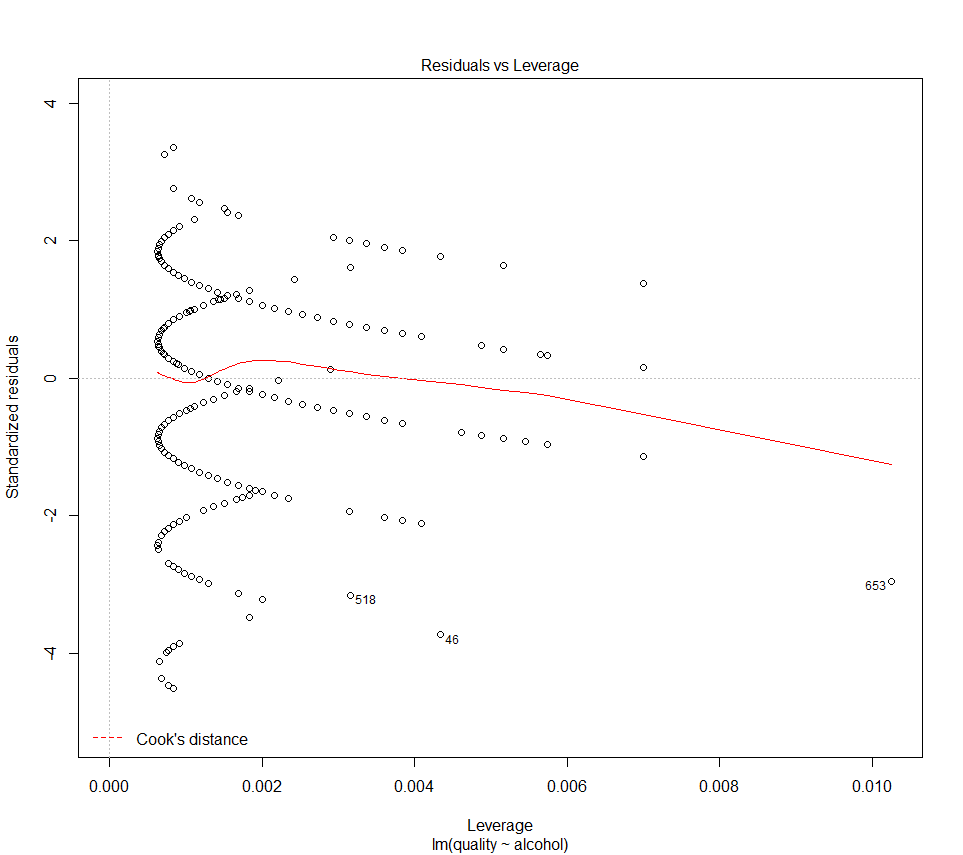 Residuals vs Leverage
Standardized residuals
4
2
0
-2
-4
518
46
653
Cook's distance
0.000 0.002 0.004 0.006 0.008 0.010
Leverage
lm(quality ~ alcohol)